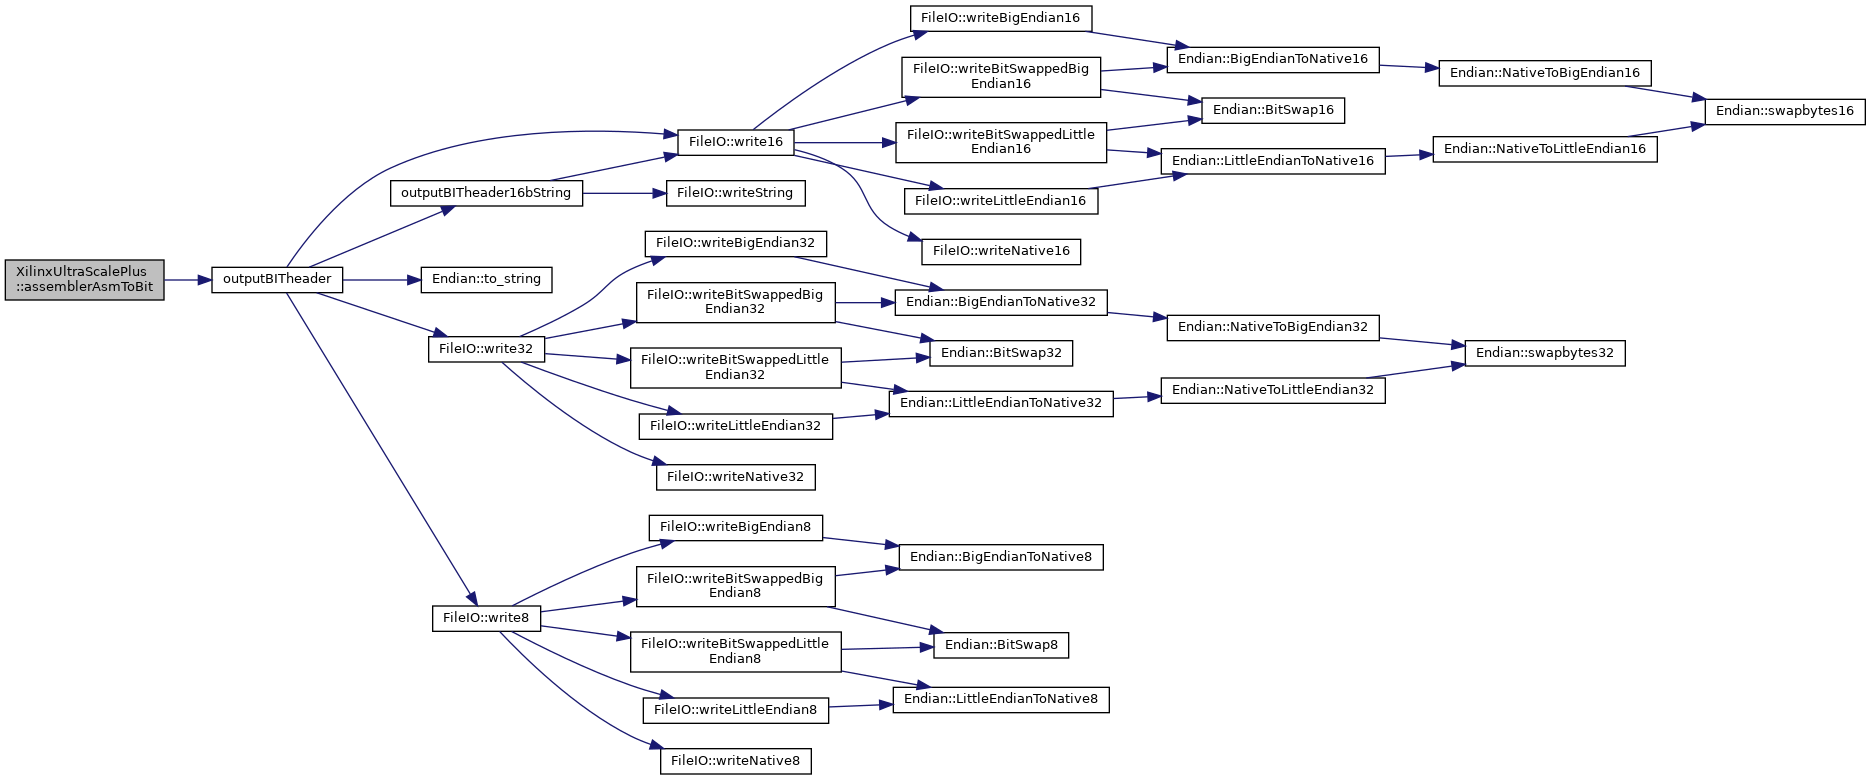 XilinxUltraScalePlus
::assemblerAsmToBit
outputBITheader
outputBITheader16bString
Endian::to_string
FileIO::write32
FileIO::write8
FileIO::write16
FileIO::writeString
FileIO::writeBigEndian16
FileIO::writeBitSwappedBig
Endian16
FileIO::writeBitSwappedLittle
Endian16
FileIO::writeLittleEndian16
FileIO::writeNative16
Endian::BigEndianToNative16
Endian::BitSwap16
Endian::LittleEndianToNative16
Endian::NativeToBigEndian16
Endian::NativeToLittleEndian16
Endian::swapbytes16
FileIO::writeBigEndian32
FileIO::writeBitSwappedBig
Endian32
FileIO::writeBitSwappedLittle
Endian32
FileIO::writeLittleEndian32
FileIO::writeNative32
Endian::BigEndianToNative32
Endian::BitSwap32
Endian::LittleEndianToNative32
Endian::NativeToBigEndian32
Endian::NativeToLittleEndian32
Endian::swapbytes32
FileIO::writeBigEndian8
FileIO::writeBitSwappedBig
Endian8
FileIO::writeBitSwappedLittle
Endian8
FileIO::writeLittleEndian8
FileIO::writeNative8
Endian::BigEndianToNative8
Endian::BitSwap8
Endian::LittleEndianToNative8